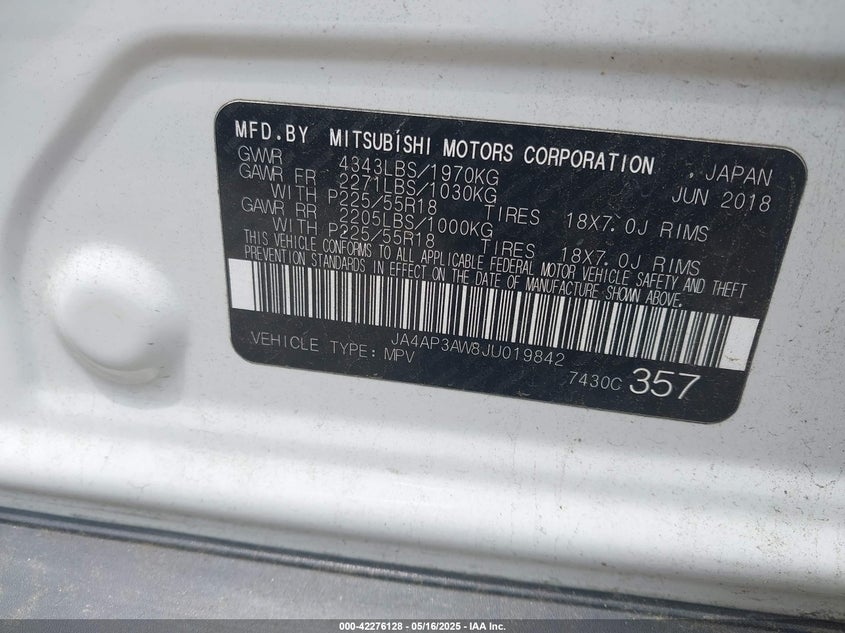 MFD.BY MITSUBISHI MOTORS CORPORATION , JAPAN
GVWR 4343LBS/1970KG JUN 2018
GAWR FR 2271LBS/1030KG
WITH P225/55R18 TIRES 18X7.0J RIMS
GAWR RR 2205LBS/1000KG
WITH P225/55R18 TIRES 18X7.0J RIMS
THIS VEHICLE CONFORMS TO ALL APPLICABLE FEDERAL MOTOR VEHICLE SAFETY AND THEFT
PREVENTION STANDARDS IN EFFECT ON THE DATE OF MANUFACTURE SHOWN ABOVE.
JA4AP3AW8JU019842
VEHICLE TYPE: MPV 7430C 357
000-42276128 - 05/16/2025 - IAA Inc.